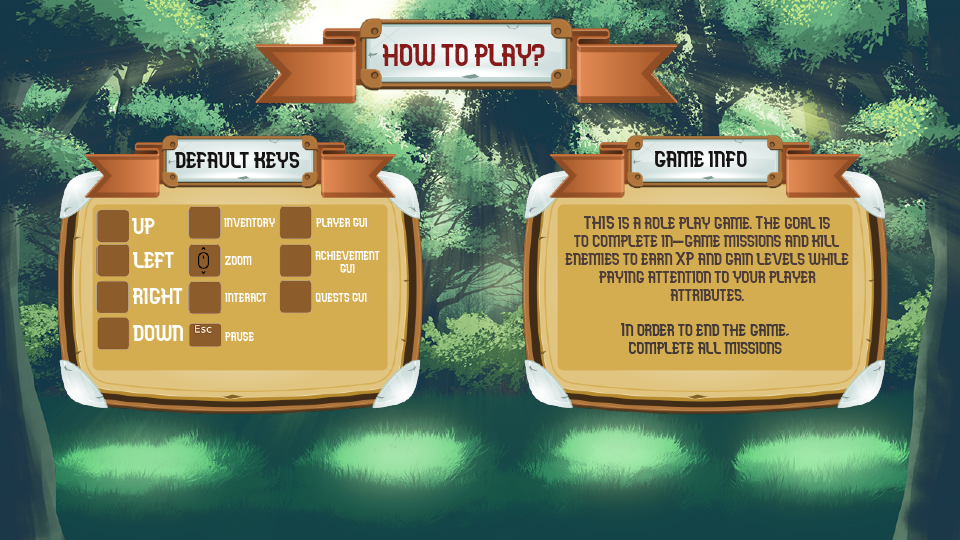 HOW TO PLAY?
DEFAULT KEYS
UP
INVENTORY
PLAYER GUI
LEFT
ZOOM
ACHIEVEMENT
GUI
RIGHT
INTERACT
QUESTS GUI
DOWN
Esc
PAUSE
GAME INFO
THIS IS A ROLE PLAY GAME. THE GOAL IS
TO COMPLETE IN-GAME MISSIONS AND KILL
ENEMIES TO EARN XP AND GAIN LEVELS WHILE
PAYING ATTENTION TO YOUR PLAYER
ATTRIBUTES.
IN ORDER TO END THE GAME,
COMPLETE ALL MISSIONS